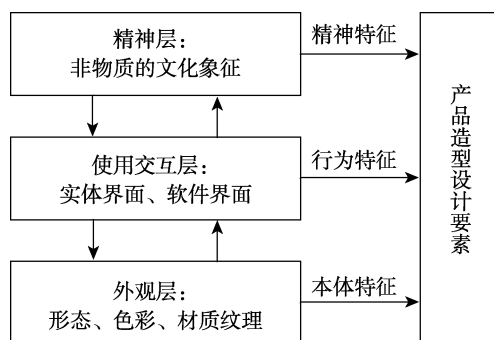 精神层：
非物质的文化象征
精神特征
使用交互层：
实体界面、软件界面
行为特征
外观层：
形态、色彩、材质纹理
本体特征
产品造型设计要素